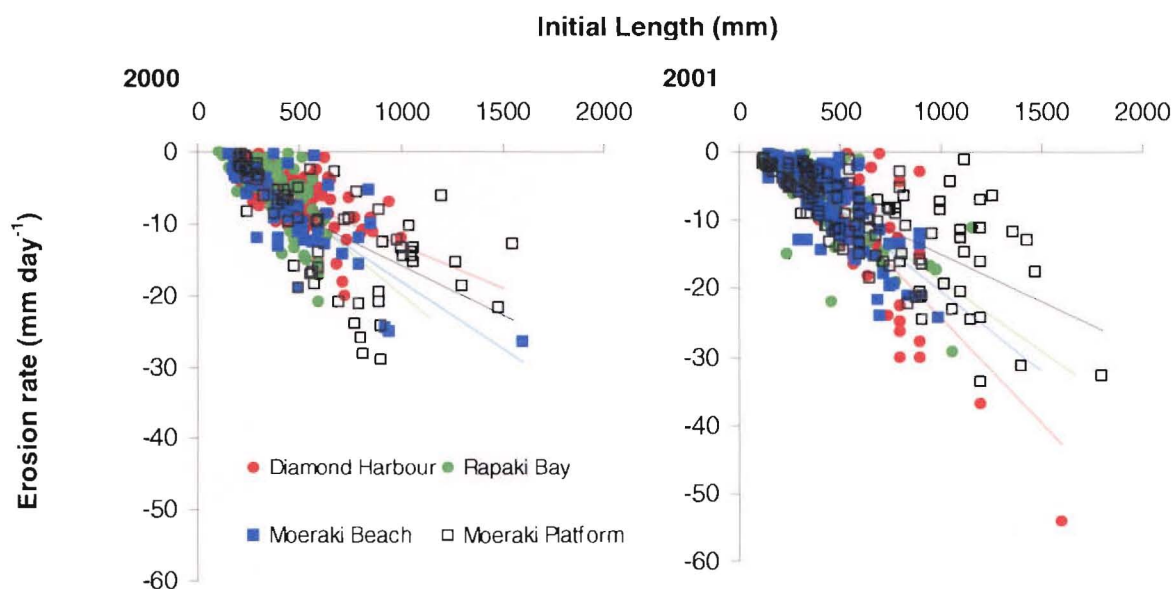 Initial Length (mm)
2000
0 500 1000 1500 2000
2001
0 500 1000 1500 2000
Erosion rate (mm day-1)
0
-10
-20
-30
-40
-50
-60
Diamond Harbour Rapaki Bay
Moeraki Beach Moeraki Platform
0
-10
-20
-30
-40
-50
-60